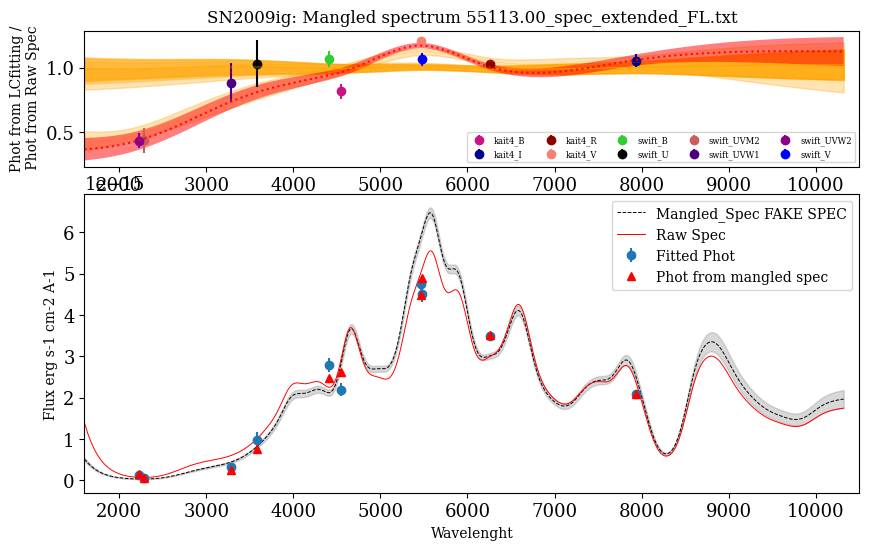 SN2009ig: Mangled spectrum 55113.00_spec_extended_FL.txt
Phot from LCfitting /
Phot from Raw Spec
1.0
0.5
kait4_B kait4_R swift_B swift_UVM2 swift_UVW2
kait4_I kait4_V swift_U swift_UVW1 swift_V
2000 3000 4000 5000 6000 7000 8000 9000 10000
1e−15
Flux erg s-1 cm-2 A-1
6
5
4
3
2
1
0
Mangled_Spec FAKE SPEC
Raw Spec
Fitted Phot
Phot from mangled spec
2000 3000 4000 5000 6000 7000 8000 9000 10000
Wavelenght